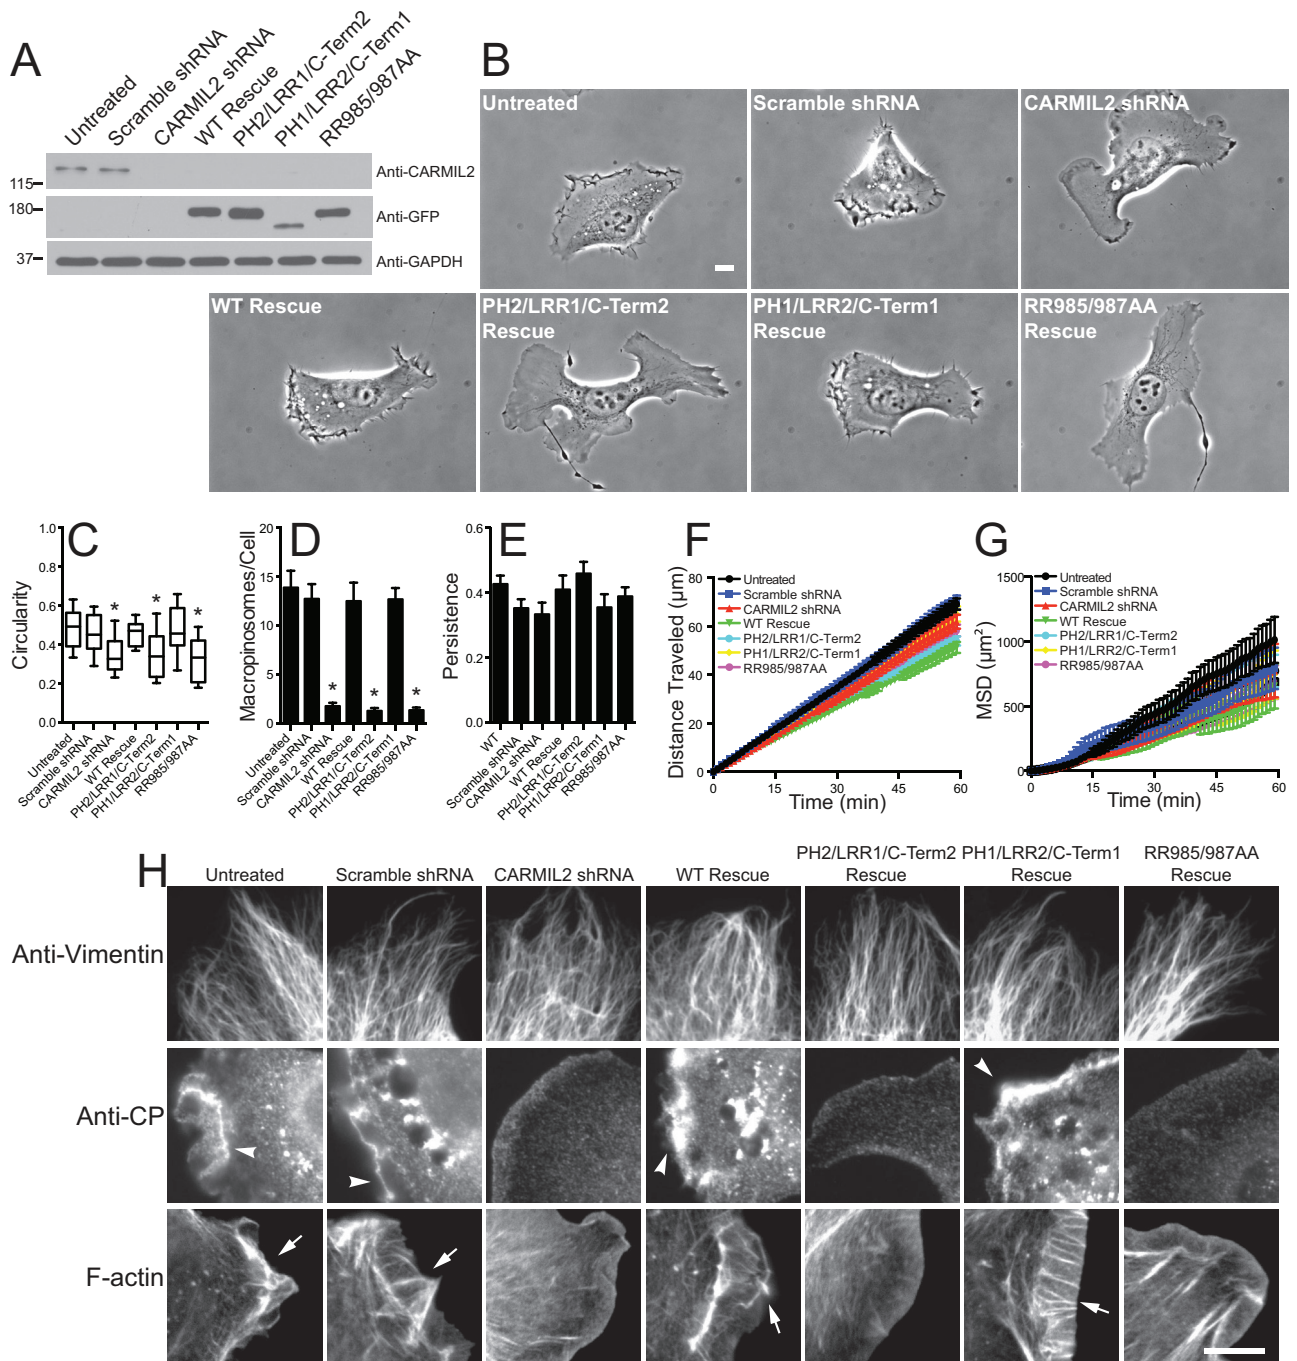 A
Untreated
Scramble shRNA
CARMIL2 shRNA
WT Rescue
PH2/LRR1/C-Term2
PH1/LRR2/C-Term1
RR985/987AA
115
Anti-CARMIL2
180
Anti-GFP
37
Anti-GAPDH
B
Untreated
Scramble shRNA
CARMIL2 shRNA
WT Rescue
PH2/LRR1/C-Term2
Rescue
PH1/LRR2/C-Term1
Rescue
RR985/987AA
Rescue
C
Circularity
1.0
0.8
0.6
0.4
0.2
0.0
* * *
Untreated
Scramble shRNA
CARMIL2 shRNA
WT Rescue
PH2/LRR1/C-Term2
PH1/LRR2/C-Term1
RR985/987AA
D
Macropinosomes/Cell
20
15
10
5
0
* * *
Untreated
Scramble shRNA
CARMIL2 shRNA
WT Rescue
PH2/LRR1/C-Term2
PH1/LRR2/C-Term1
RR985/987AA
E
Persistence
0.6
0.4
0.2
0.0
WT
Scramble shRNA
CARMIL2 shRNA
WT Rescue
PH2/LRR1/C-Term2
PH1/LRR2/C-Term1
RR985/987AA
F
Distance Traveled (μm)
80
60
40
20
0
Untreated
Scramble shRNA
CARMIL2 shRNA
WT Rescue
PH2/LRR1/C-Term2
PH1/LRR2/C-Term1
RR985/987AA
0 15 30 45 60
Time (min)
G
MSD (μm²)
1500
1000
500
0
Untreated
Scramble shRNA
CARMIL2 shRNA
WT Rescue
PH2/LRR1/C-Term2
PH1/LRR2/C-Term1
RR985/987AA
0 15 30 45 60
Time (min)
H
Untreated
Scramble shRNA
CARMIL2 shRNA
WT Rescue
PH2/LRR1/C-Term2
Rescue
PH1/LRR2/C-Term1
Rescue
RR985/987AA
Rescue
Anti-Vimentin
Anti-CP
F-actin